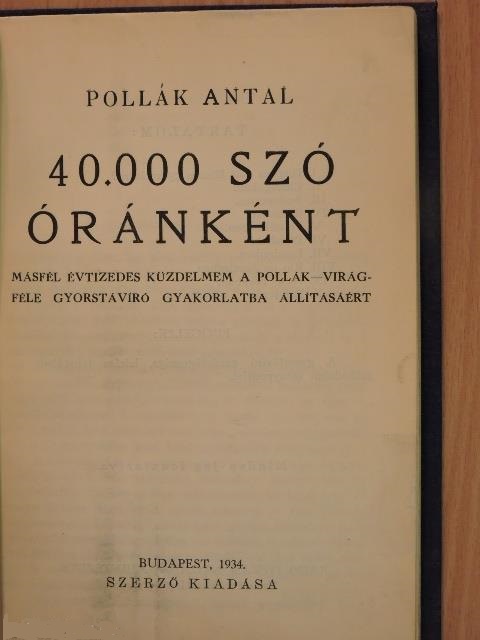 POLLÁK ANTAL
40.000 SZÓ
ÓRÁNKÉNT
MÁSFÉL ÉVTIZEDES KÜZDELMEM A POLLÁK—VIRÁG-
FÉLE GYORSTÁVÍRÓ GYAKORLATBA ÁLLÍTÁSÁÉRT
BUDAPEST, 1934.
SZERZŐ KIADÁSA